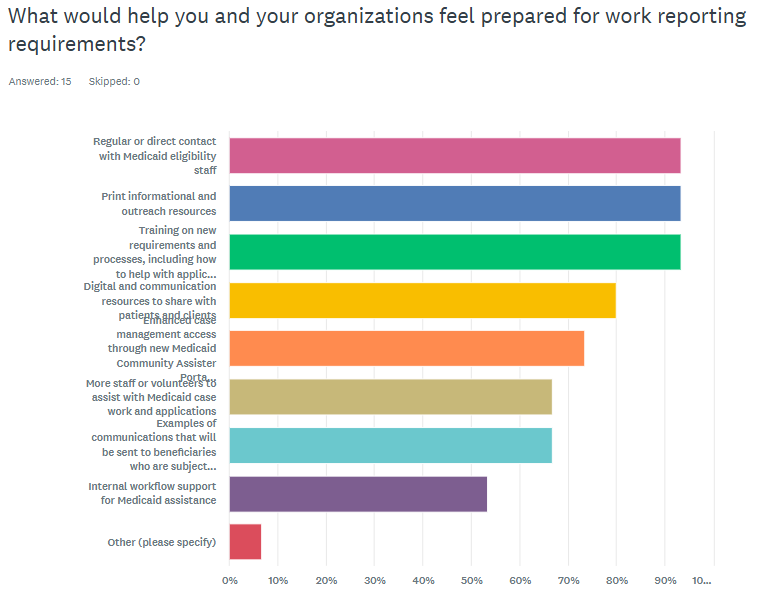 What would help you and your organizations feel prepared for work reporting
requirements?
Answered: 15 Skipped: 0
Regular or direct contact
with Medicaid eligibility
staff
Print informational and
outreach resources
Training on new
requirements and
processes, including how
to help with applic...
Digital and communication
resources to share with
patients and clients
Enhanced case
management access
through new Medicaid
Community Assister
Porta...
More staff or volunteers to
assist with Medicaid case
work and applications
Examples of
communications that will
be sent to beneficiaries
who are subject...
Internal workflow support
for Medicaid assistance
Other (please specify)
0% 10% 20% 30% 40% 50% 60% 70% 80% 90% 10...